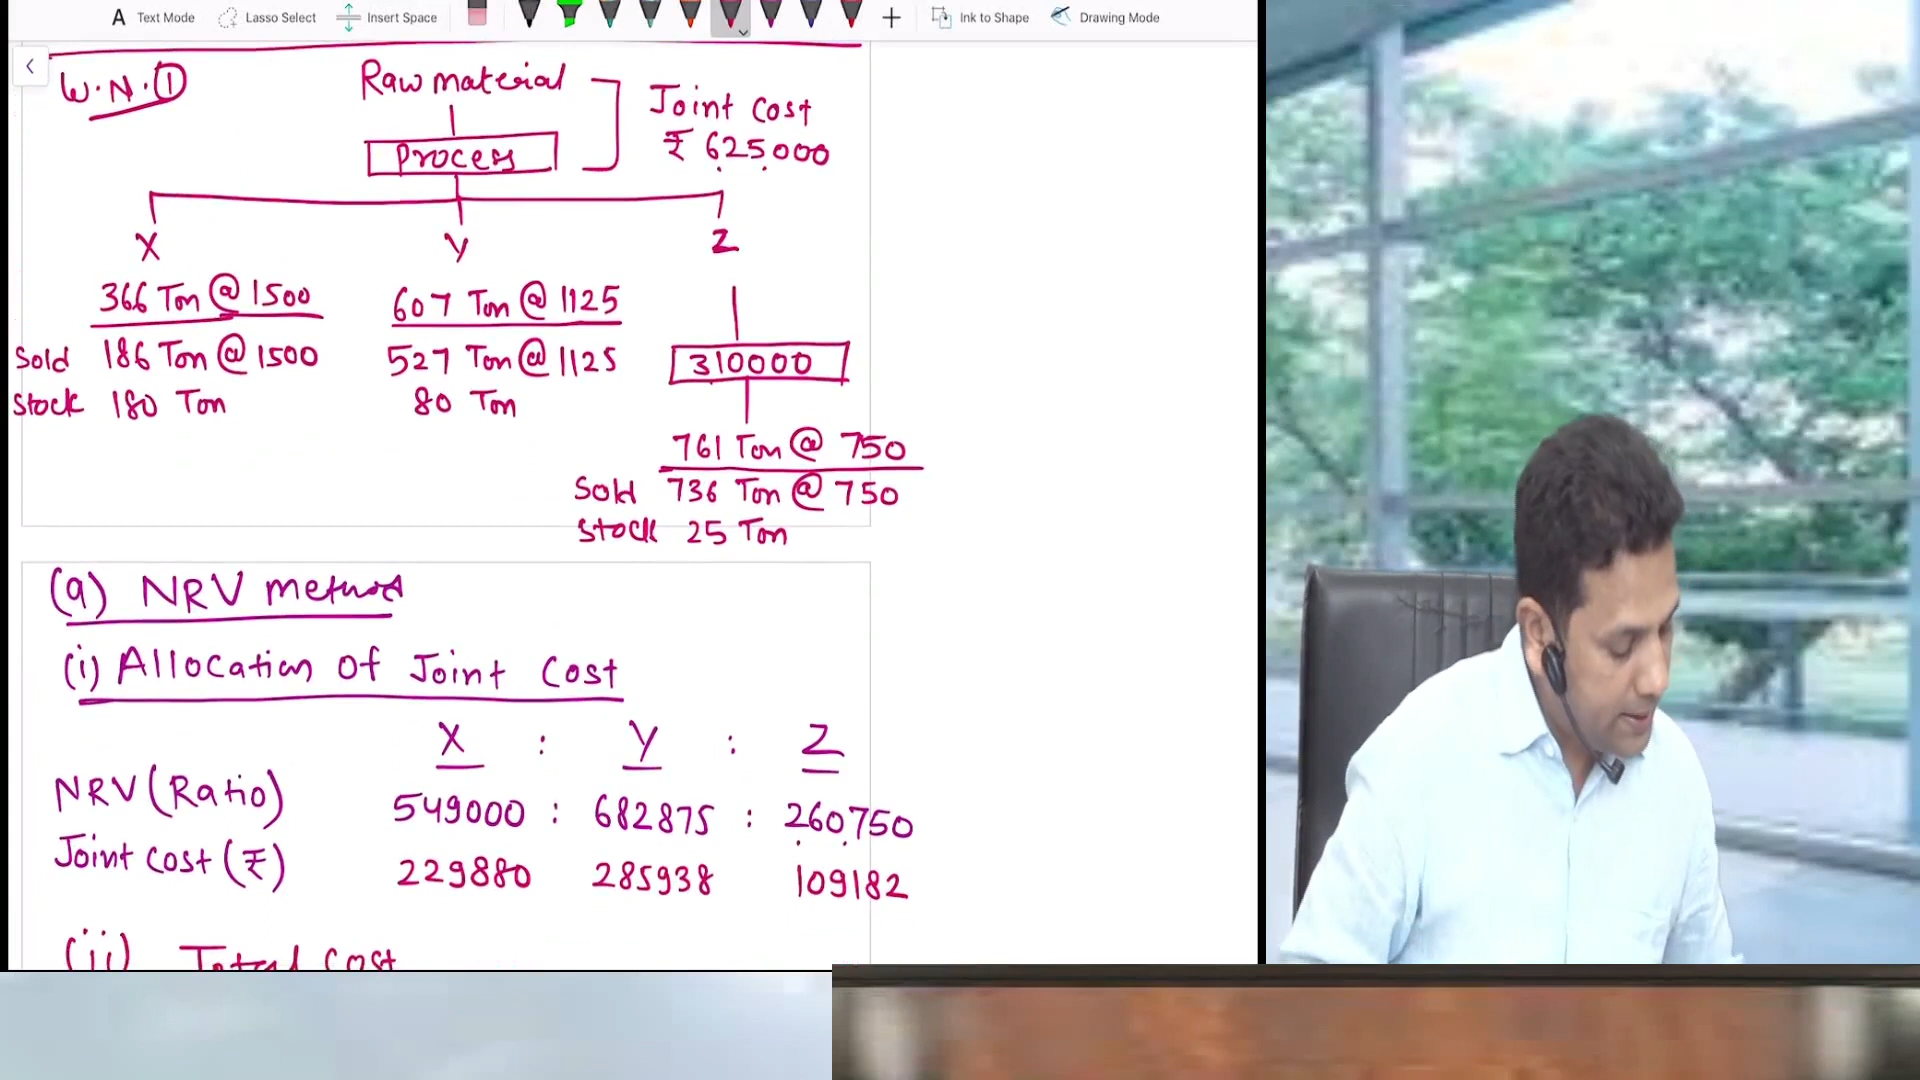 A Text Mode Lasso Select Insert Space Ink to Shape Drawing Mode
W.N.①
Raw material
Process
Joint Cost
₹ 625000
X Y Z
366 Ton @ 1500
607 Ton @ 1125
Sold 186 Ton @ 1500
527 Ton @ 1125
310000
Stock 180 Ton
80 Ton
761 Ton @ 750
Sold 736 Ton @ 750
Stock 25 Ton
(a) NRV method
(i) Allocation of Joint Cost
X : Y : Z
NRV (Ratio) 549000 : 682875 : 260750
Joint Cost (₹) 229880 285938 109182
(ii) Total Cost